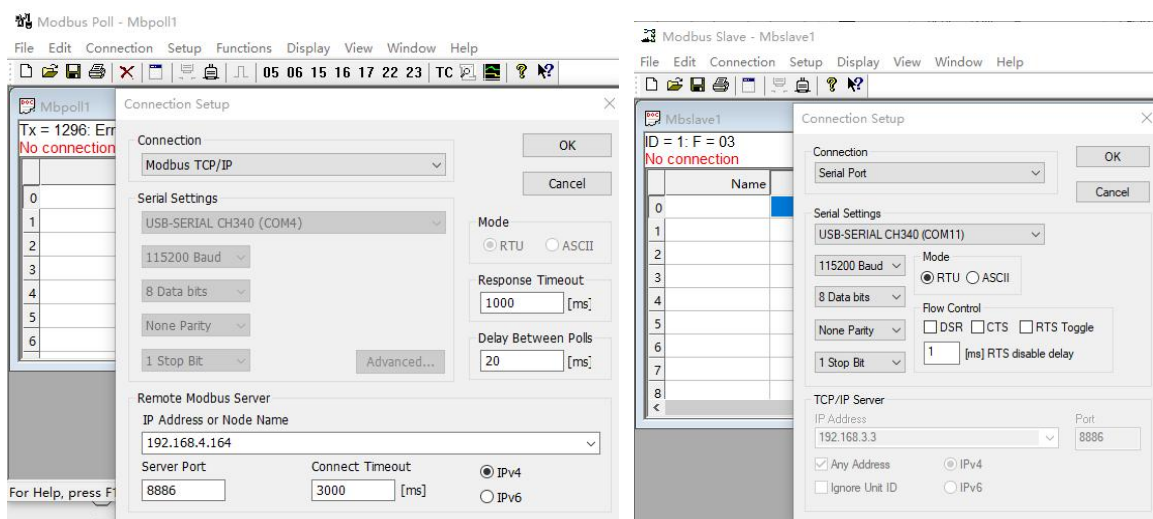 Modbus Poll - Mbpoll1
File Edit Connection Setup Functions Display View Window Help
05 06 15 16 17 22 23 TC
Mbpoll1
Tx = 1296: Err
No connection
0
1
2
3
4
5
6
For Help, press F1
Connection Setup
Connection
Modbus TCP/IP
OK
Cancel
Serial Settings
USB-SERIAL CH340 (COM4)
115200 Baud
8 Data bits
None Parity
1 Stop Bit
Advanced...
Mode
RTU ASCII
Response Timeout
1000 [ms]
Delay Between Polls
20 [ms]
Remote Modbus Server
IP Address or Node Name
192.168.4.164
Server Port Connect Timeout
8886 3000 [ms]
IPv4
IPv6
Modbus Slave - Mbslave1
File Edit Connection Setup Display View Window Help
Mbslave1
ID = 1: F = 03
No connection
Name
0
1
2
3
4
5
6
7
8
Connection Setup
Connection
Serial Port
OK
Cancel
Serial Settings
USB-SERIAL CH340 (COM11)
115200 Baud
8 Data bits
None Parity
1 Stop Bit
Mode
RTU ASCII
Flow Control
DSR CTS RTS Toggle
1 [ms] RTS disable delay
TCP/IP Server
IP Address Port
192.168.3.3 8886
Any Address IPv4
Ignore Unit ID IPv6